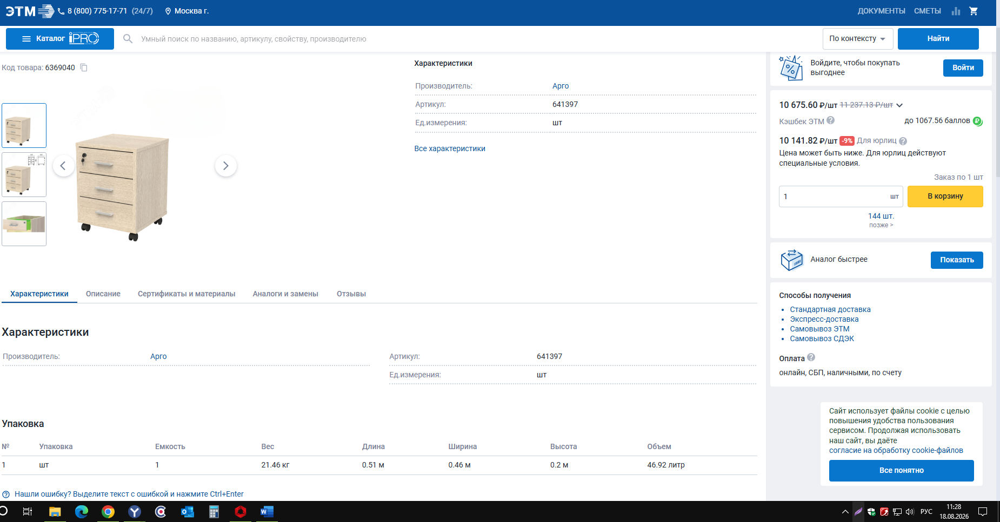 ЭТМ 8 (800) 775-17-71 (24/7) Москва г. ДОКУМЕНТЫ СМЕТЫ
Каталог iPRO Умный поиск по названию, артикулу, свойству, производителю По контексту Найти
Код товара: 6369040
Характеристики
Производитель: Арго
Артикул: 641397
Ед.измерения: шт
Все характеристики
Войдите, чтобы покупать
выгоднее
Войти
10 675.60 ₽/шт 11 237.13 ₽/шт
Кэшбек ЭТМ до 1067.56 баллов
10 141.82 ₽/шт -9% Для юрлиц
Цена может быть ниже. Для юрлиц действуют
специальные условия.
Заказ по 1 шт
1 шт В корзину
144 шт.
позже >
Аналог быстрее Показать
Способы получения
Стандартная доставка
Экспресс-доставка
Самовывоз ЭТМ
Самовывоз СДЭК
Оплата
онлайн, СБП, наличными, по счету
Характеристики Описание Сертификаты и материалы Аналоги и замены Отзывы
Характеристики
Производитель: Арго Артикул: 641397
Ед.измерения: шт
Упаковка
№ Упаковка Емкость Вес Длина Ширина Высота Объем
1 шт 1 21.46 кг 0.51 м 0.46 м 0.2 м 46.92 литр
Нашли ошибку? Выделите текст с ошибкой и нажмите Ctrl+Enter
Сайт использует файлы cookie с целью
повышения удобства пользования
сервисом. Продолжая использовать
наш сайт, вы даёте
согласие на обработку cookie-файлов
Все понятно
РУС 11:28
18.08.2026